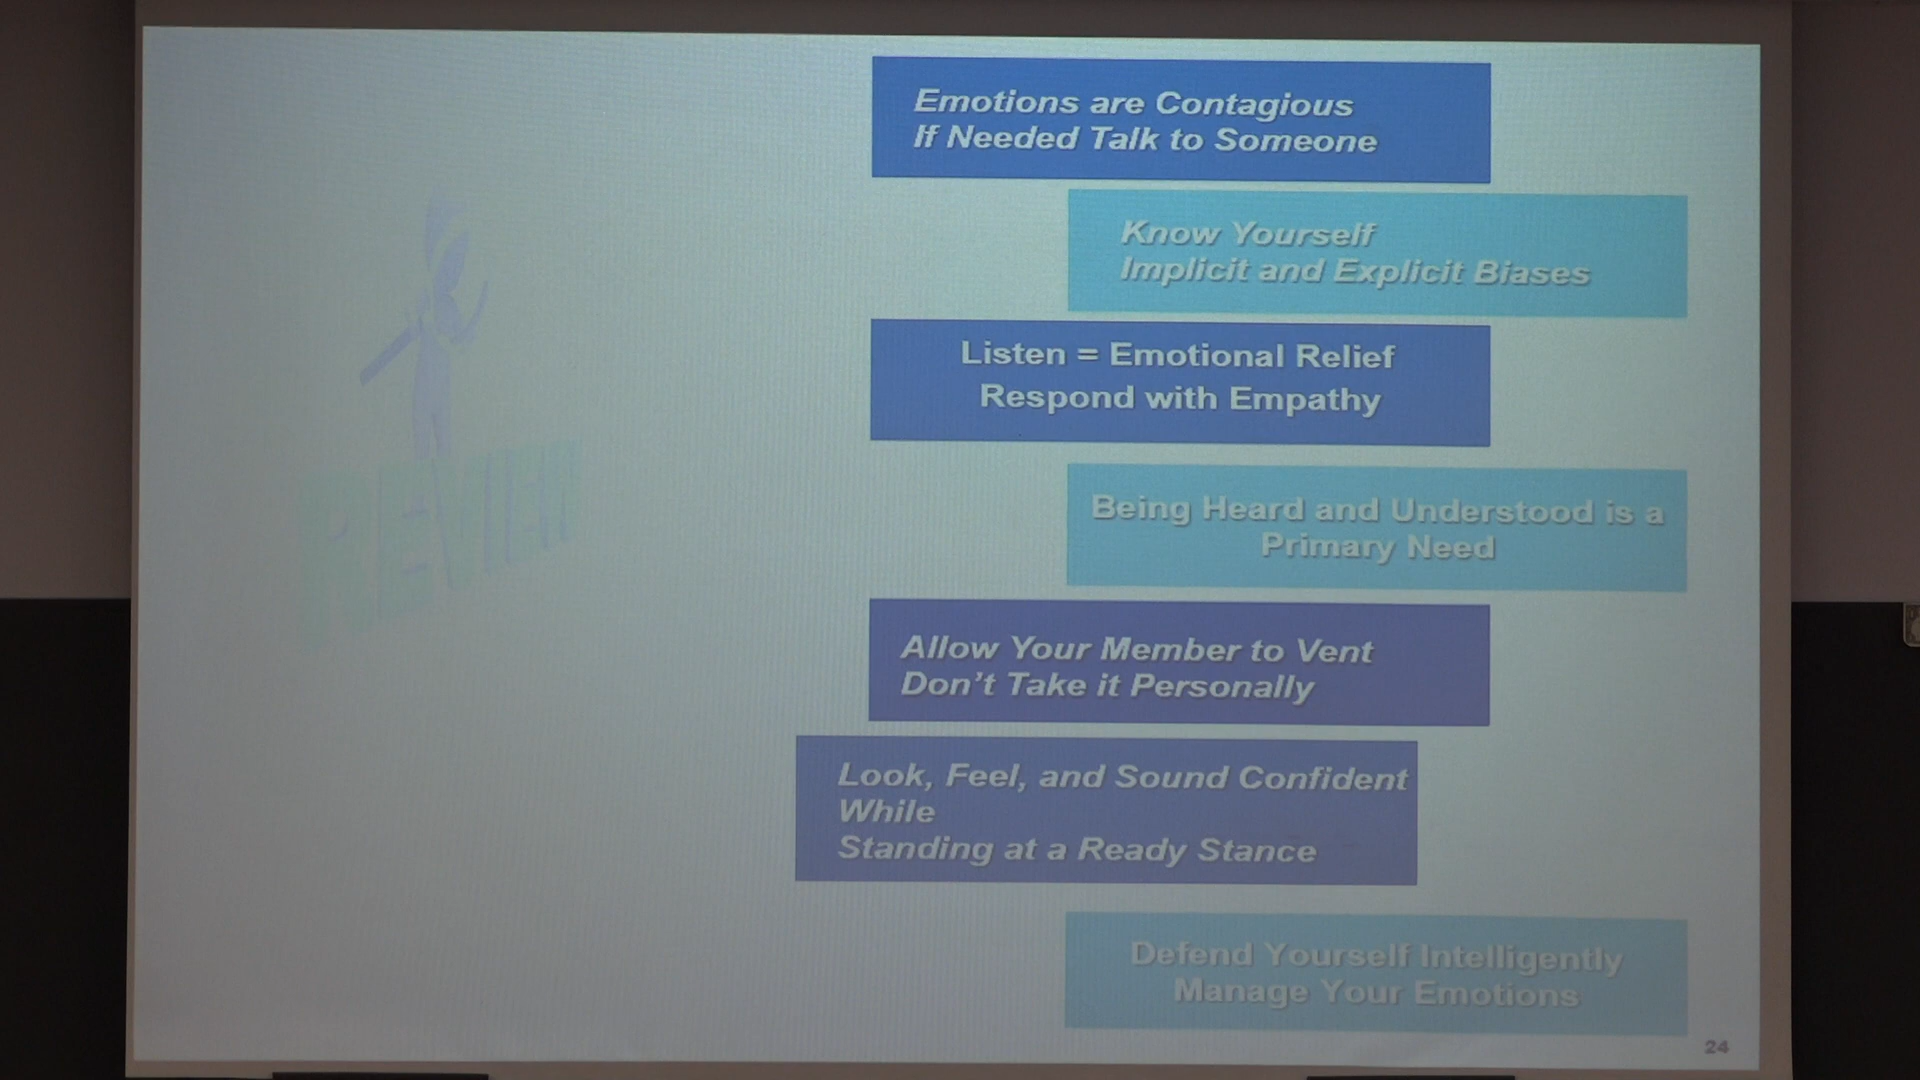 Emotions are Contagious
If Needed Talk to Someone
Know Yourself
Implicit and Explicit Biases
Listen = Emotional Relief
Respond with Empathy
REVIEW
Being Heard and Understood is a
Primary Need
Allow Your Member to Vent
Don't Take it Personally
Look, Feel, and Sound Confident
While
Standing at a Ready Stance
Defend Yourself Intelligently
Manage Your Emotions
24